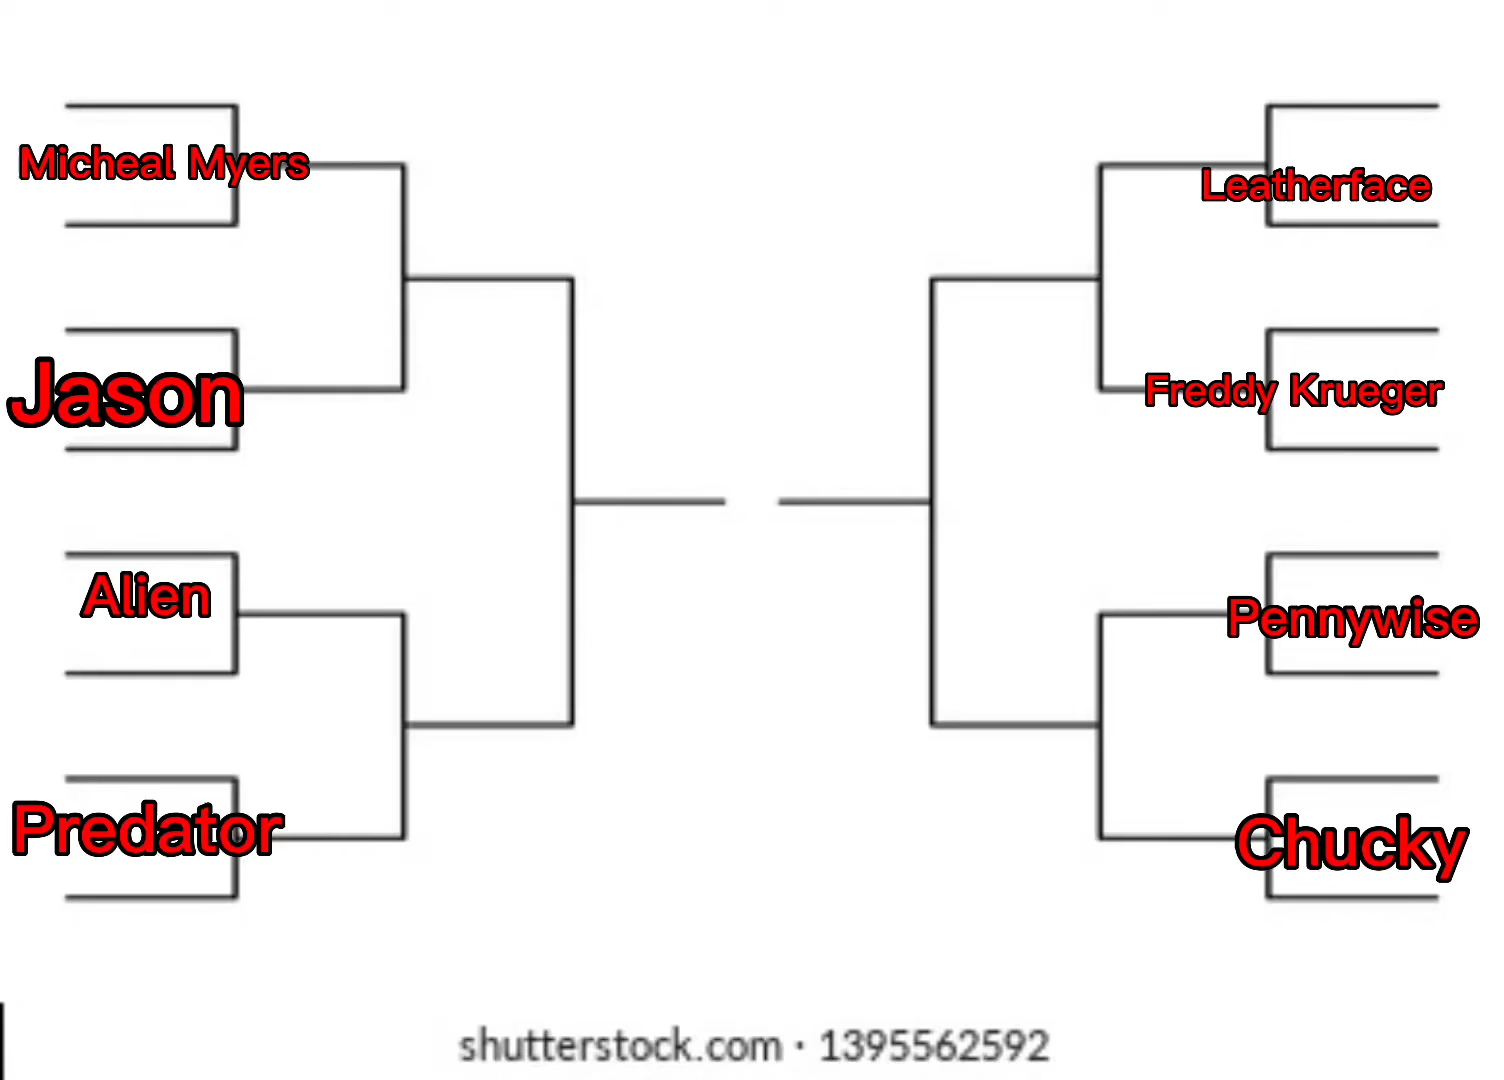 Micheal Myers
Jason
Alien
Predator
Leatherface
Freddy Krueger
Pennywise
Chucky
shutterstock.com · 1395562592